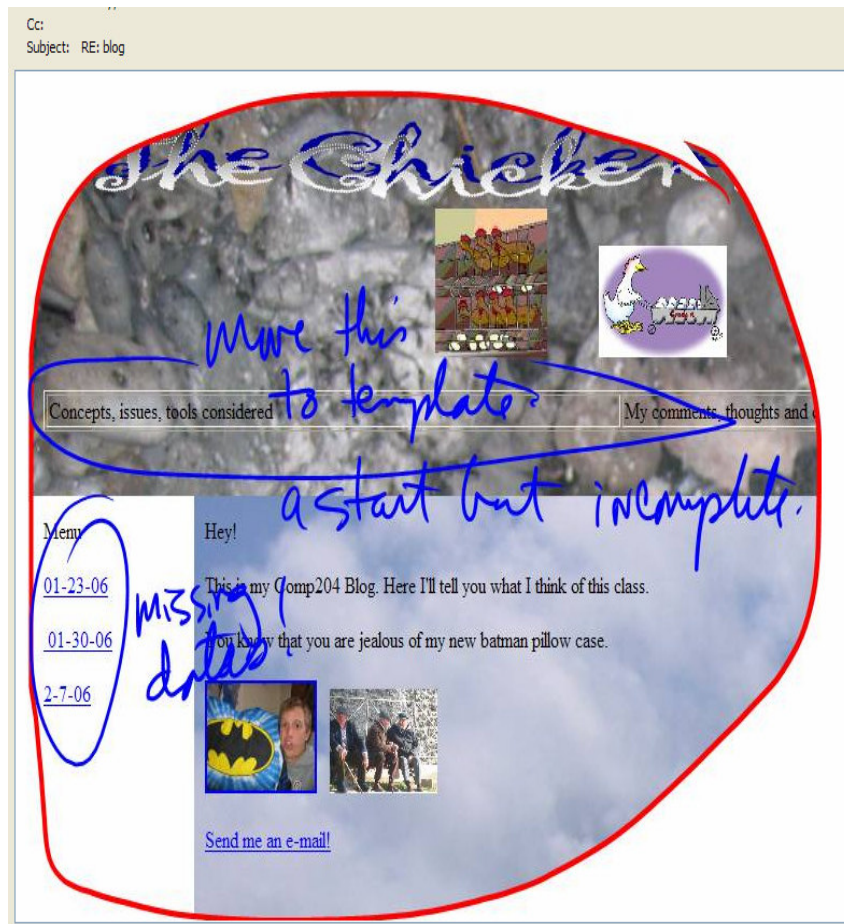 Cc:
Subject: RE: blog
The Chicken
Grade A
Move this
to template.
Concepts, issues, tools considered
My comments, thoughts and
a start but incomplete.
Menu
Hey!
01-23-06
This is my Comp204 Blog. Here I'll tell you what I think of this class.
missing
dates!
01-30-06
You know that you are jealous of my new batman pillow case.
2-7-06
Send me an e-mail!